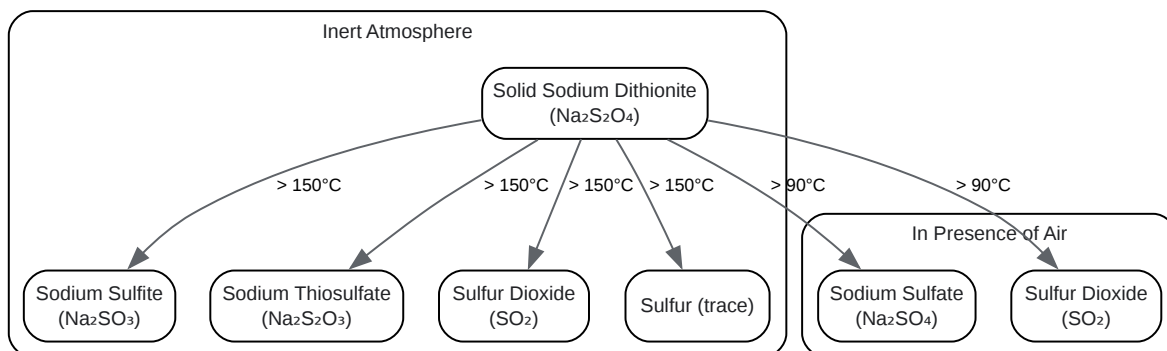 Inert Atmosphere
Solid Sodium Dithionite
(Na₂S₂O₄)
> 150°C
> 150°C
> 150°C
> 150°C
> 90°C
> 90°C
In Presence of Air
Sodium Sulfite
(Na₂SO₃)
Sodium Thiosulfate
(Na₂S₂O₃)
Sulfur Dioxide
(SO₂)
Sulfur (trace)
Sodium Sulfate
(Na₂SO₄)
Sulfur Dioxide
(SO₂)